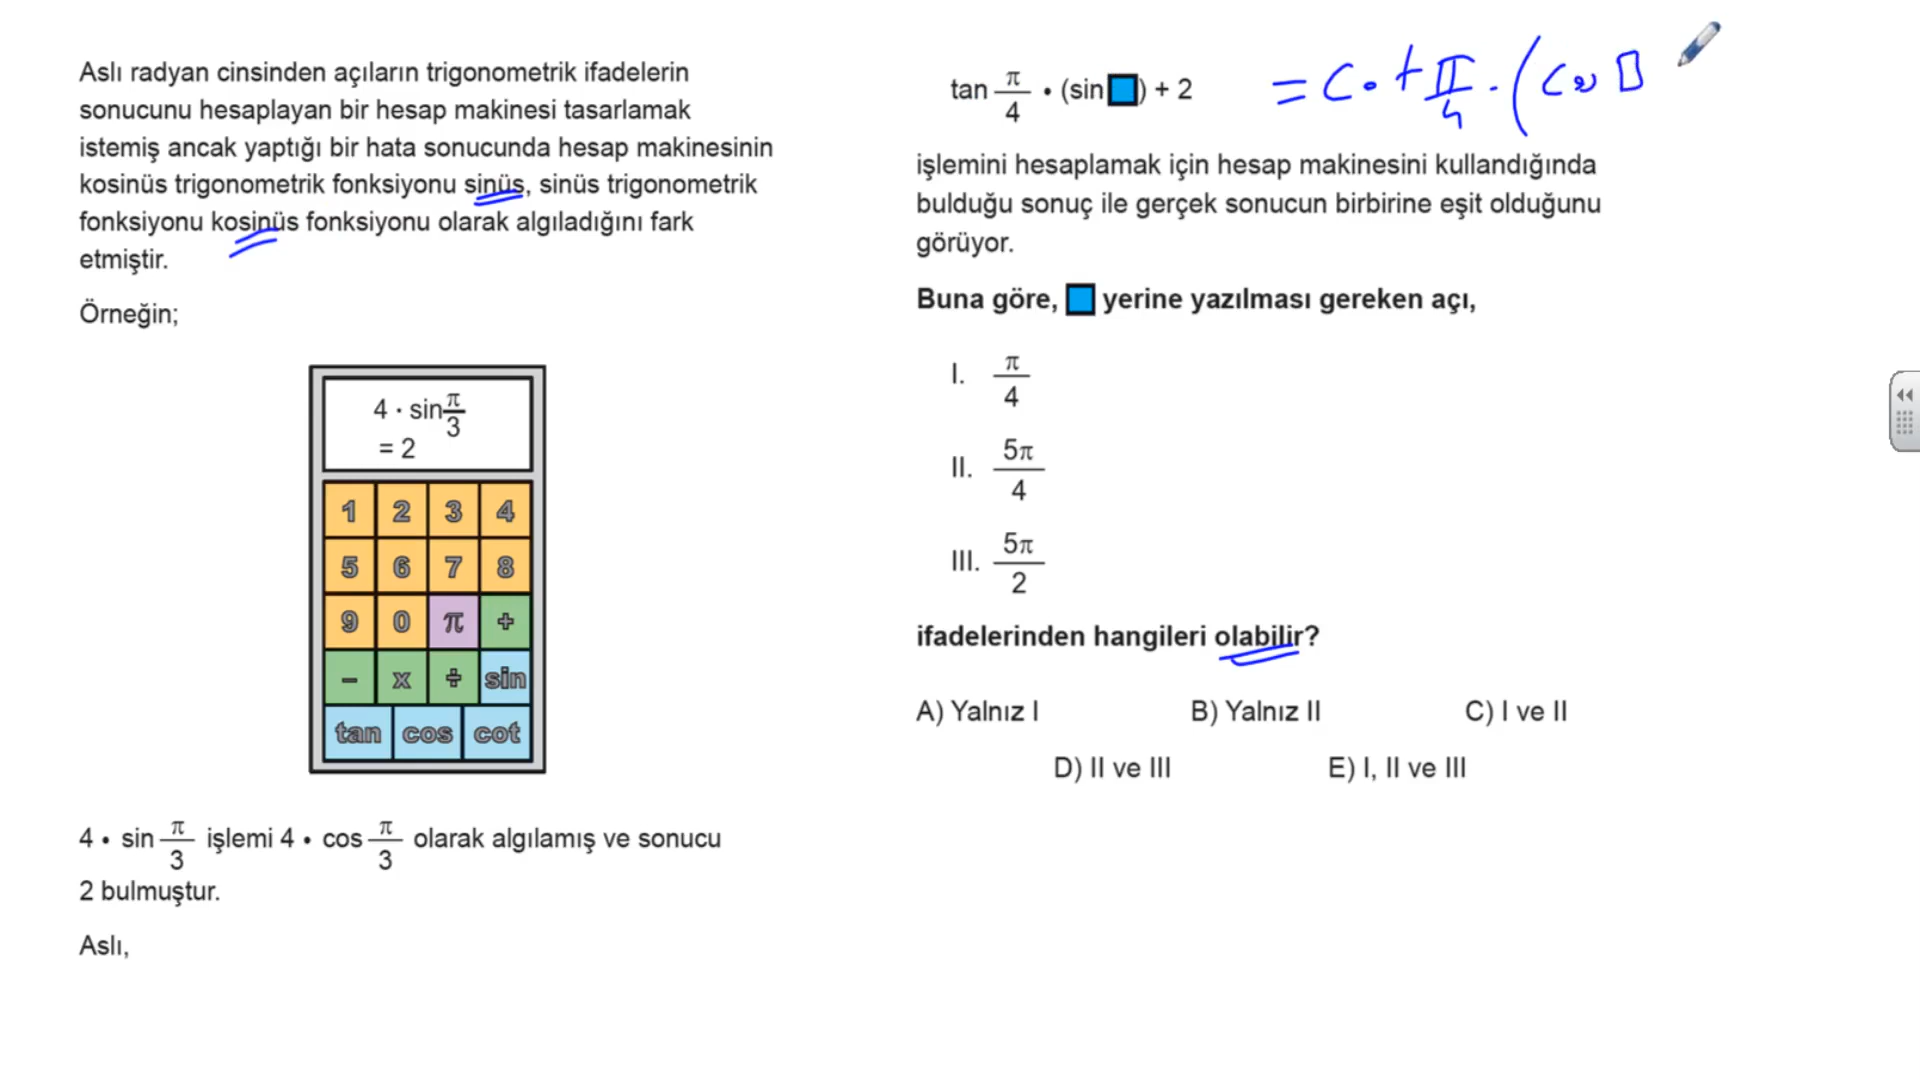 Aslı radyan cinsinden açıların trigonometrik ifadelerin
sonucunu hesaplayan bir hesap makinesi tasarlamak
istemiş ancak yaptığı bir hata sonucunda hesap makinesinin
kosinüs trigonometrik fonksiyonu sinüs, sinüs trigonometrik
fonksiyonu kosinüs fonksiyonu olarak algıladığını fark
etmiştir.
Örneğin;
4 · sin π/3
= 2
1 2 3 4
5 6 7 8
9 0 π +
− x ÷ sin
tan cos cot
4 • sin π/3 işlemi 4 • cos π/3 olarak algılamış ve sonucu
2 bulmuştur.
Aslı,
tan π/4 • (sin ■) + 2 = cot π/4 . (cos □
işlemini hesaplamak için hesap makinesini kullandığında
bulduğu sonuç ile gerçek sonucun birbirine eşit olduğunu
görüyor.
Buna göre, ■ yerine yazılması gereken açı,
I. π/4
II. 5π/4
III. 5π/2
ifadelerinden hangileri olabilir?
A) Yalnız I B) Yalnız II C) I ve II
D) II ve III E) I, II ve III